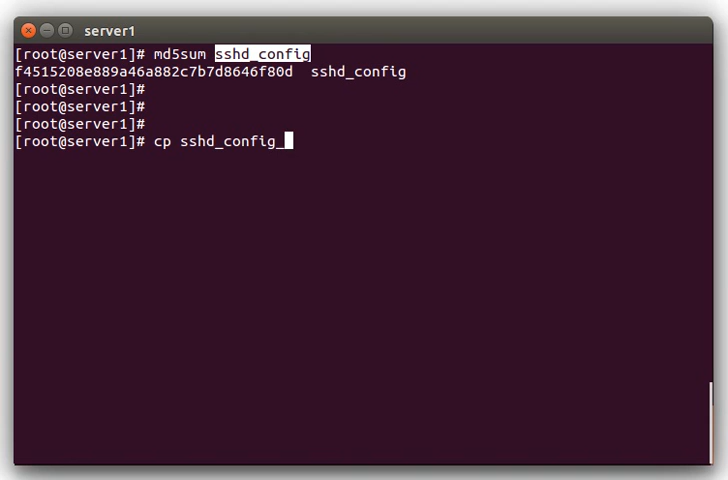 server1
[root@server1]# md5sum sshd_config
f4515208e889a46a882c7b7d8646f80d  sshd_config
[root@server1]#
[root@server1]#
[root@server1]#
[root@server1]# cp sshd_config_